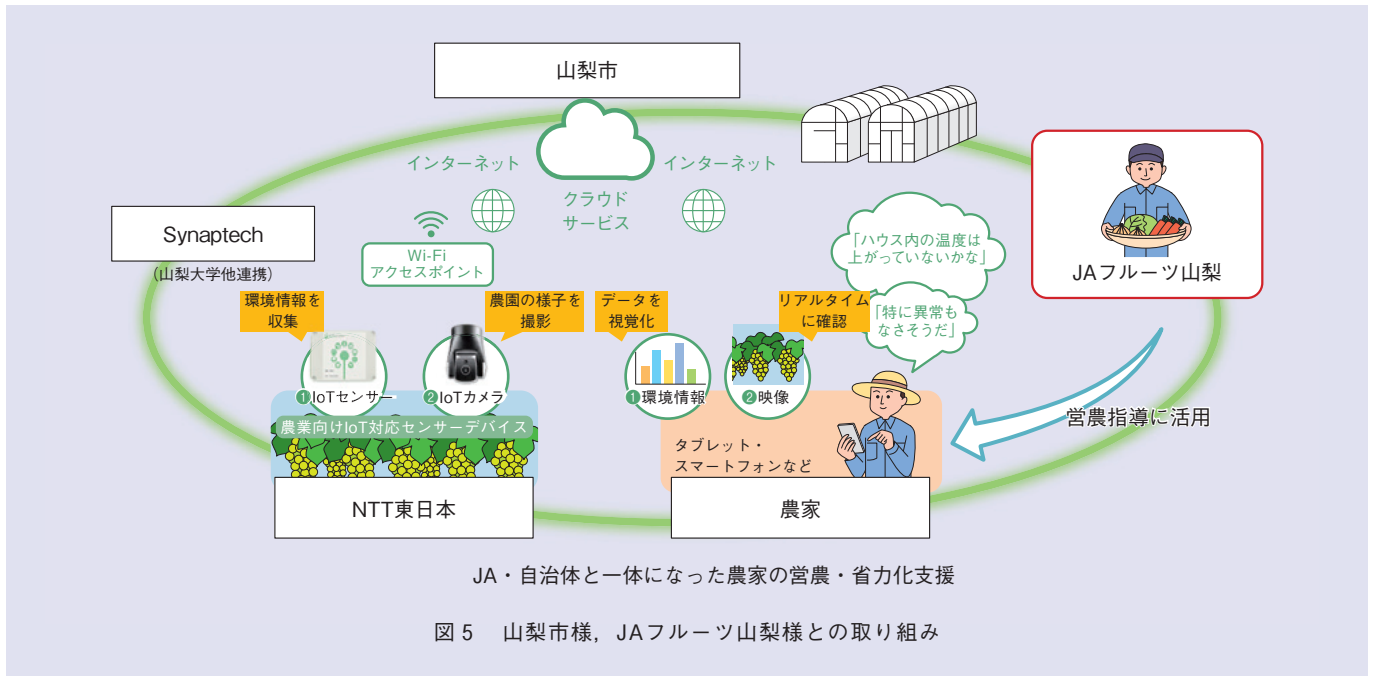 山梨市
インターネット
インターネット
クラウド
サービス
Wi-Fi
アクセスポイント
Synaptech
(山梨大学他連携)
JAフルーツ山梨
「ハウス内の温度は
上がっていないかな」
「特に異常も
なさそうだ」
環境情報を
収集
農園の様子を
撮影
データを
視覚化
リアルタイム
に確認
❶IoTセンサー
❷IoTカメラ
❶環境情報
❷映像
農業向けIoT対応センサーデバイス
タブレット・
スマートフォンなど
営農指導に活用
NTT東日本
農家
JA・自治体と一体になった農家の営農・省力化支援
図5 山梨市様，JAフルーツ山梨様との取り組み